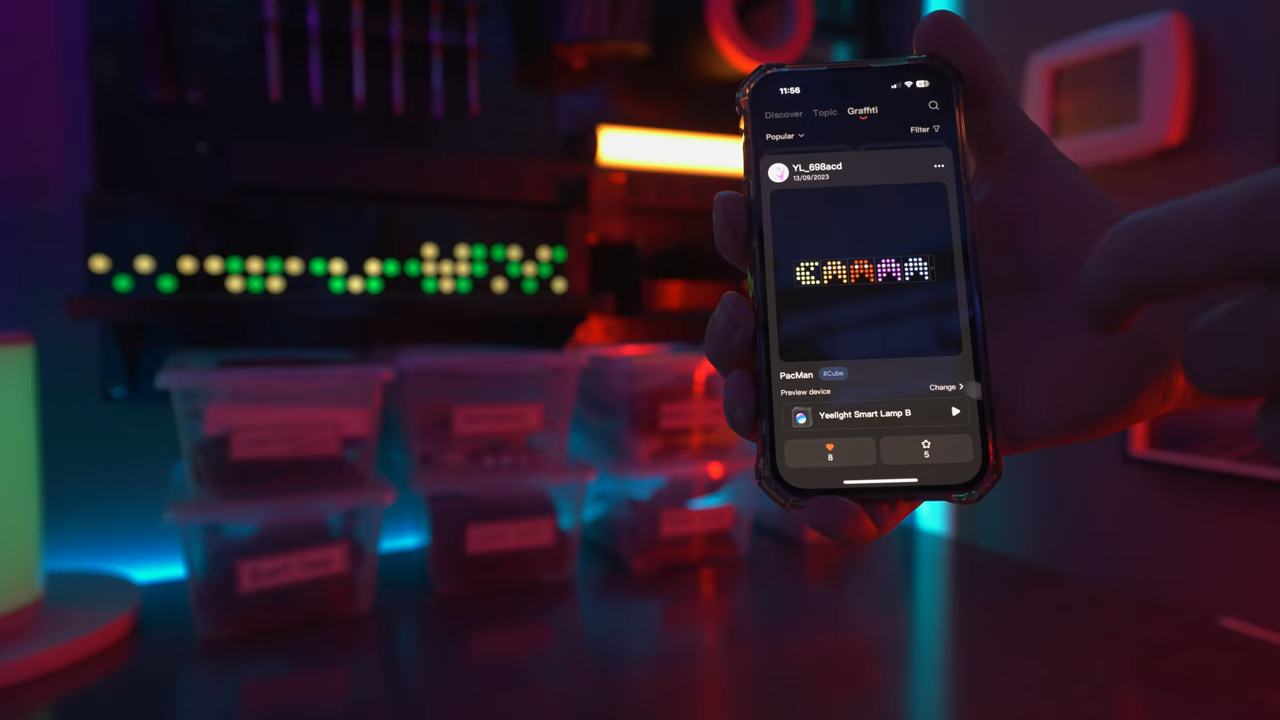 11:56
Discover Topic Graffiti
Popular
Filter
YL_698acd
13/09/2023
PacMan #Cube
Preview device
Change
Yeelight Smart Lamp B
8
5